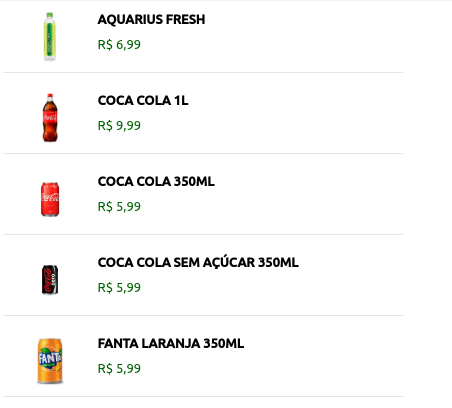 AQUARIUS FRESH
R$ 6,99
COCA COLA 1L
R$ 9,99
COCA COLA 350ML
R$ 5,99
COCA COLA SEM AÇÚCAR 350ML
R$ 5,99
FANTA
FANTA LARANJA 350ML
R$ 5,99